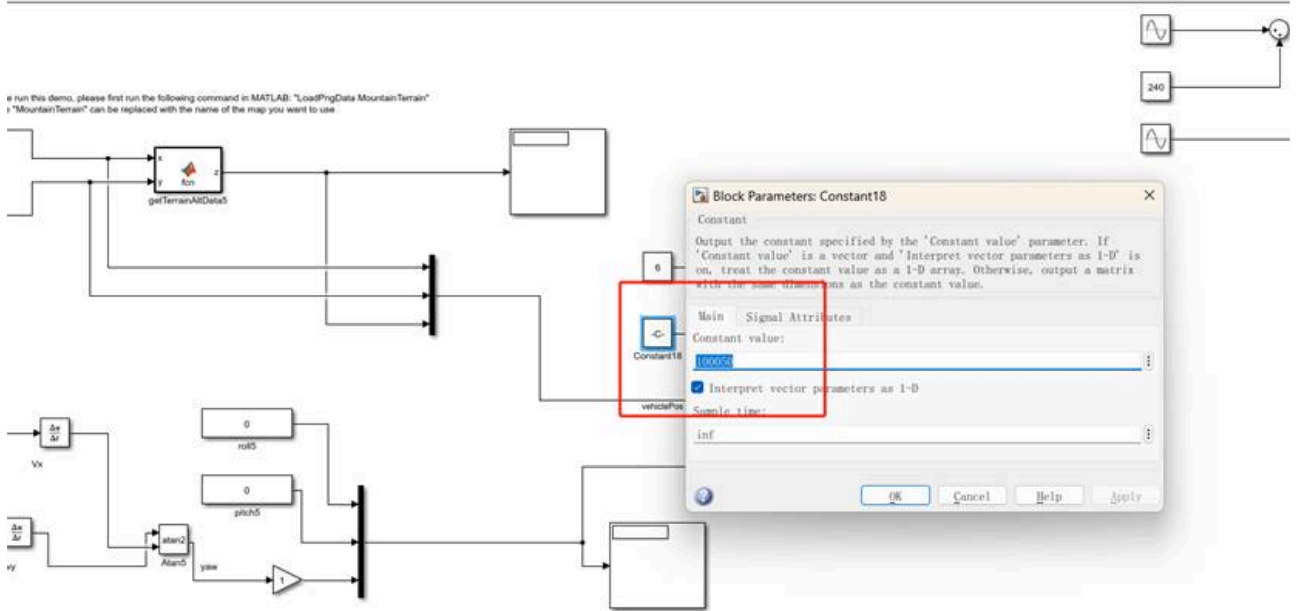 e run this demo, please first run the following command in MATLAB: "LoadPngData MountainTerrain"
"MountainTerrain" can be replaced with the name of the map you want to use
240
x
y
fcn
z
getTerrainAltData5
Block Parameters: Constant18
Constant
Output the constant specified by the 'Constant value' parameter. If
'Constant value' is a vector and 'Interpret vector parameters as 1-D' is
on, treat the constant value as a 1-D array. Otherwise, output a matrix
with the same dimensions as the constant value.
6
Main
Signal Attributes
-C-
Constant18
Constant value:
100050
Interpret vector parameters as 1-D
vehiclePos
Sample time:
inf
OK
Cancel
Help
Apply
Δu
Δt
Vx
0
roll5
0
pitch5
Δu
Δt
atan2
Atan5
yaw
1